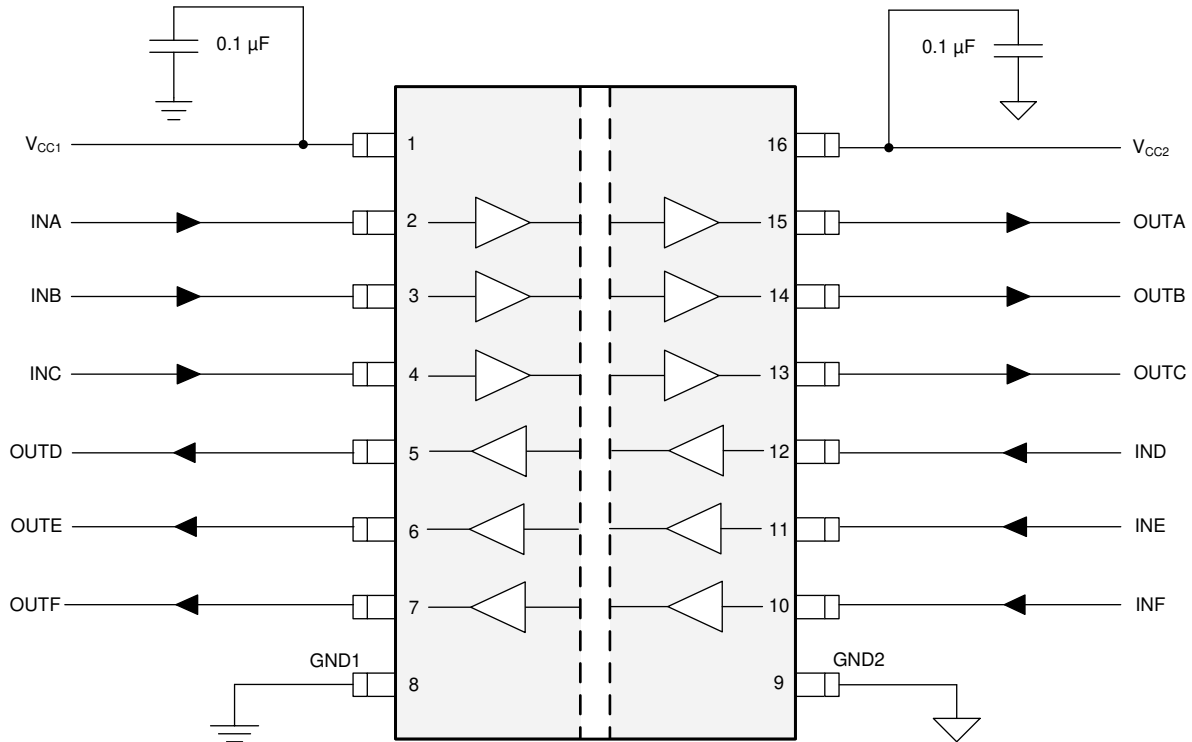 0.1 µF
0.1 µF
VCC1
1
16
VCC2
INA
2
15
OUTA
INB
3
14
OUTB
INC
4
13
OUTC
OUTD
5
12
IND
OUTE
6
11
INE
OUTF
7
10
INF
GND1
8
9
GND2